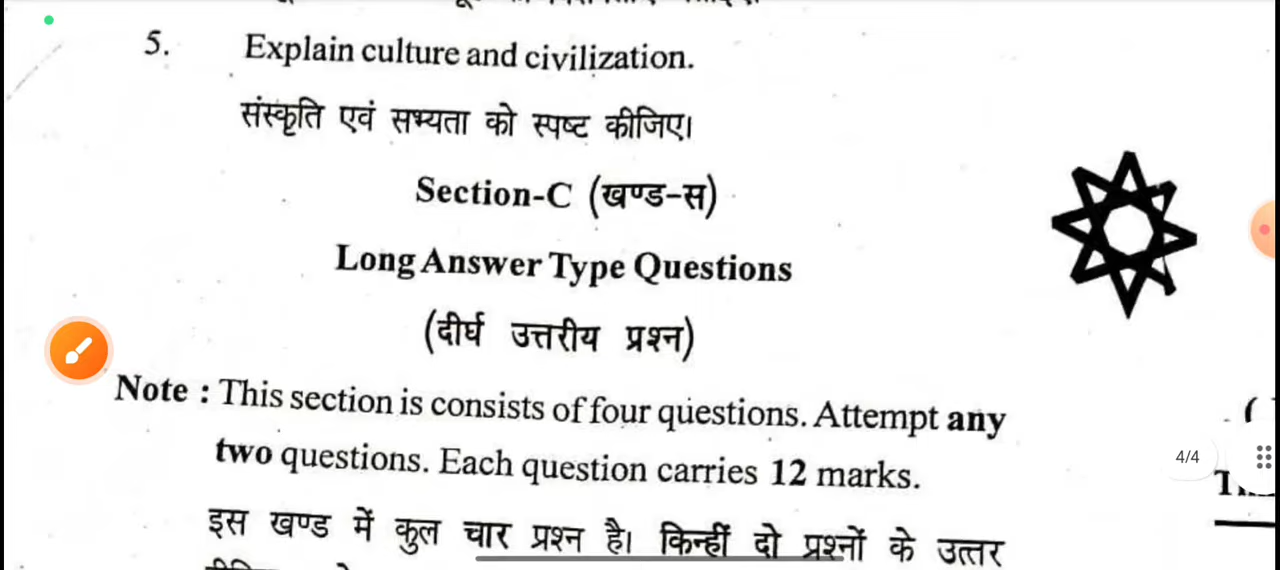 5. Explain culture and civilization.
संस्कृति एवं सभ्यता को स्पष्ट कीजिए।
Section-C (खण्ड-स)
Long Answer Type Questions
(दीर्घ उत्तरीय प्रश्न)
Note : This section is consists of four questions. Attempt any
two questions. Each question carries 12 marks.
4/4
इस खण्ड में कुल चार प्रश्न है। किन्हीं दो प्रश्नों के उत्तर